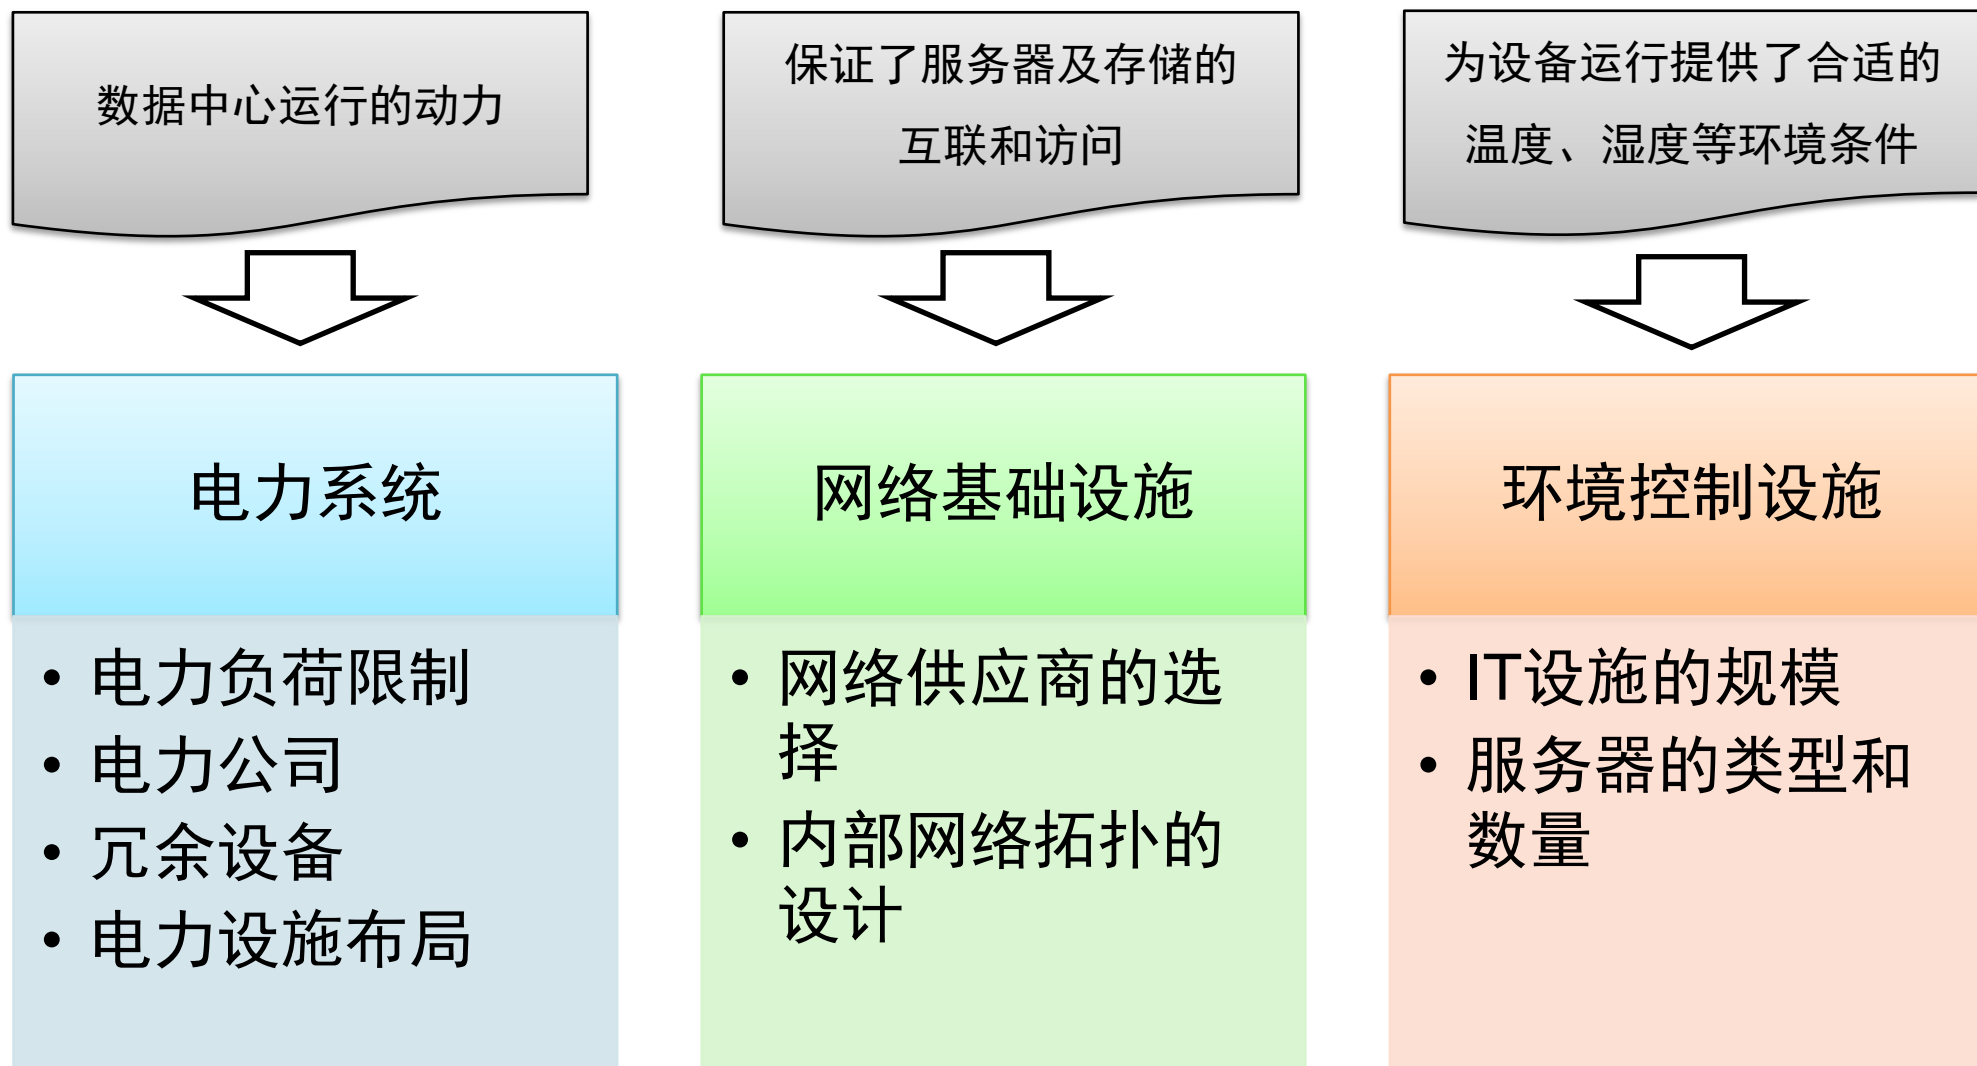 数据中心运行的动力
保证了服务器及存储的
互联和访问
为设备运行提供了合适的
温度、湿度等环境条件
电力系统
• 电力负荷限制
• 电力公司
• 冗余设备
• 电力设施布局
网络基础设施
• 网络供应商的选
择
• 内部网络拓扑的
设计
环境控制设施
• IT设施的规模
• 服务器的类型和
数量